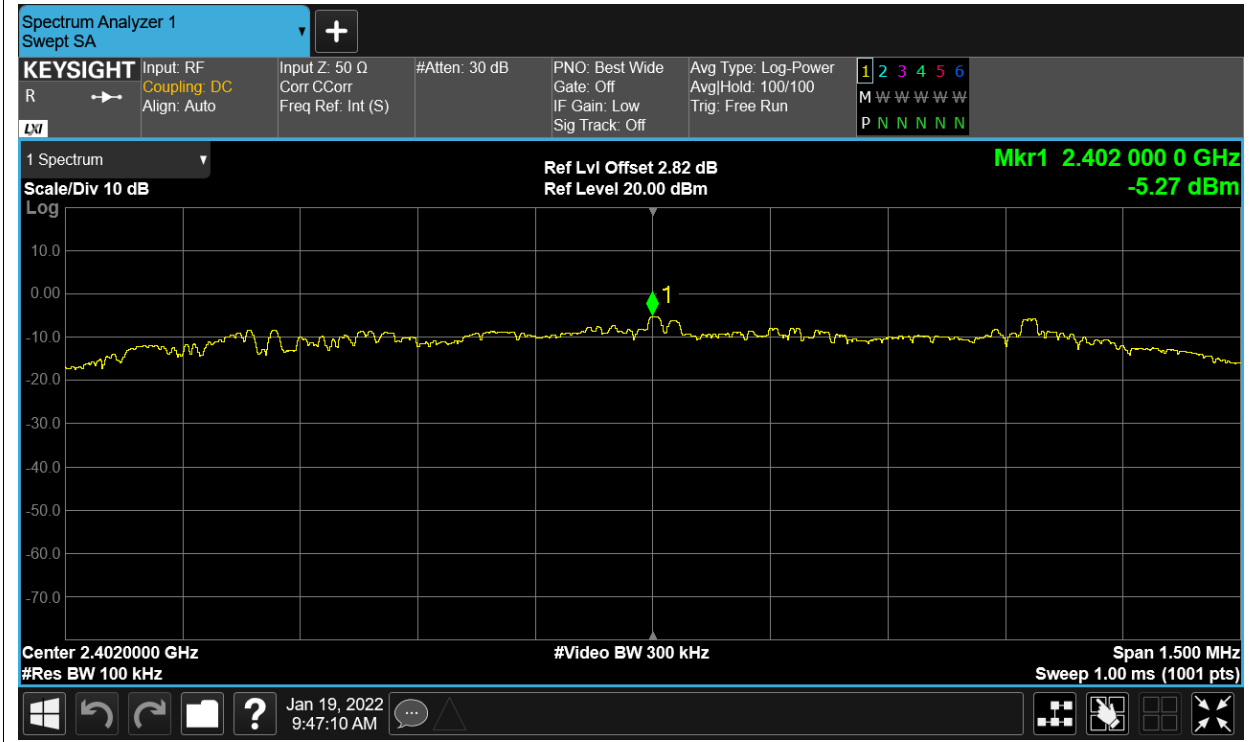 Spectrum Analyzer 1
Swept SA
+
KEYSIGHT
R
LXI
Input: RF
Coupling: DC
Align: Auto
Input Z: 50 Ω
Corr CCorr
Freq Ref: Int (S)
#Atten: 30 dB
PNO: Best Wide
Gate: Off
IF Gain: Low
Sig Track: Off
Avg Type: Log-Power
Avg|Hold: 100/100
Trig: Free Run
1 2 3 4 5 6
M W W W W W
P N N N N N
1 Spectrum
Scale/Div 10 dB
Log
Ref Lvl Offset 2.82 dB
Ref Level 20.00 dBm
Mkr1 2.402 000 0 GHz
-5.27 dBm
10.0
0.00
-10.0
-20.0
-30.0
-40.0
-50.0
-60.0
-70.0
1
Center 2.4020000 GHz
#Video BW 300 kHz
Span 1.500 MHz
#Res BW 100 kHz
Sweep 1.00 ms (1001 pts)
?
Jan 19, 2022
9:47:10 AM